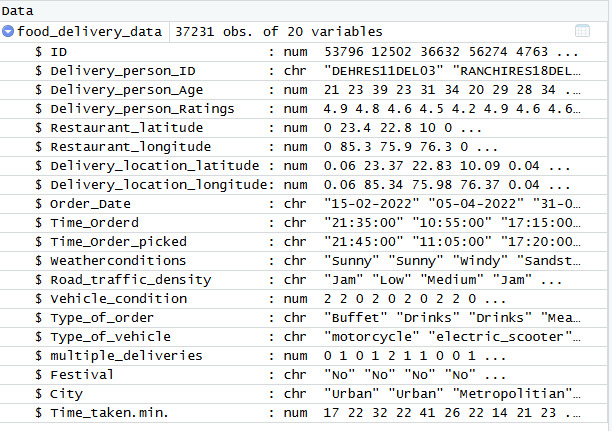 Data
food_delivery_data 37231 obs. of 20 variables
$ ID : num 53796 12502 36632 56274 4763 ...
$ Delivery_person_ID : chr "DEHRES11DEL03" "RANCHIRES18DEL…
$ Delivery_person_Age : num 21 23 39 23 31 34 20 29 28 34 …
$ Delivery_person_Ratings : num 4.9 4.8 4.6 4.5 4.2 4.9 4.6 4.6…
$ Restaurant_latitude : num 0 23.4 22.8 10 0 ...
$ Restaurant_longitude : num 0 85.3 75.9 76.3 0 ...
$ Delivery_location_latitude : num 0.06 23.37 22.83 10.09 0.04 ...
$ Delivery_location_longitude: num 0.06 85.34 75.98 76.37 0.04 ...
$ Order_Date : chr "15-02-2022" "05-04-2022" "31-0…
$ Time_Orderd : chr "21:35:00" "10:55:00" "17:15:00…
$ Time_Order_picked : chr "21:45:00" "11:05:00" "17:20:00…
$ Weatherconditions : chr "Sunny" "Sunny" "Windy" "Sandst…
$ Road_traffic_density : chr "Jam" "Low" "Medium" "Jam" ...
$ Vehicle_condition : num 2 2 0 2 0 2 0 2 2 0 ...
$ Type_of_order : chr "Buffet" "Drinks" "Drinks" "Mea…
$ Type_of_vehicle : chr "motorcycle" "electric_scooter"…
$ multiple_deliveries : num 0 1 0 1 2 1 1 0 0 1 ...
$ Festival : chr "No" "No" "No" "No" ...
$ City : chr "Urban" "Urban" "Metropolitian"…
$ Time_taken.min. : num 17 22 32 22 41 26 22 14 21 23 …